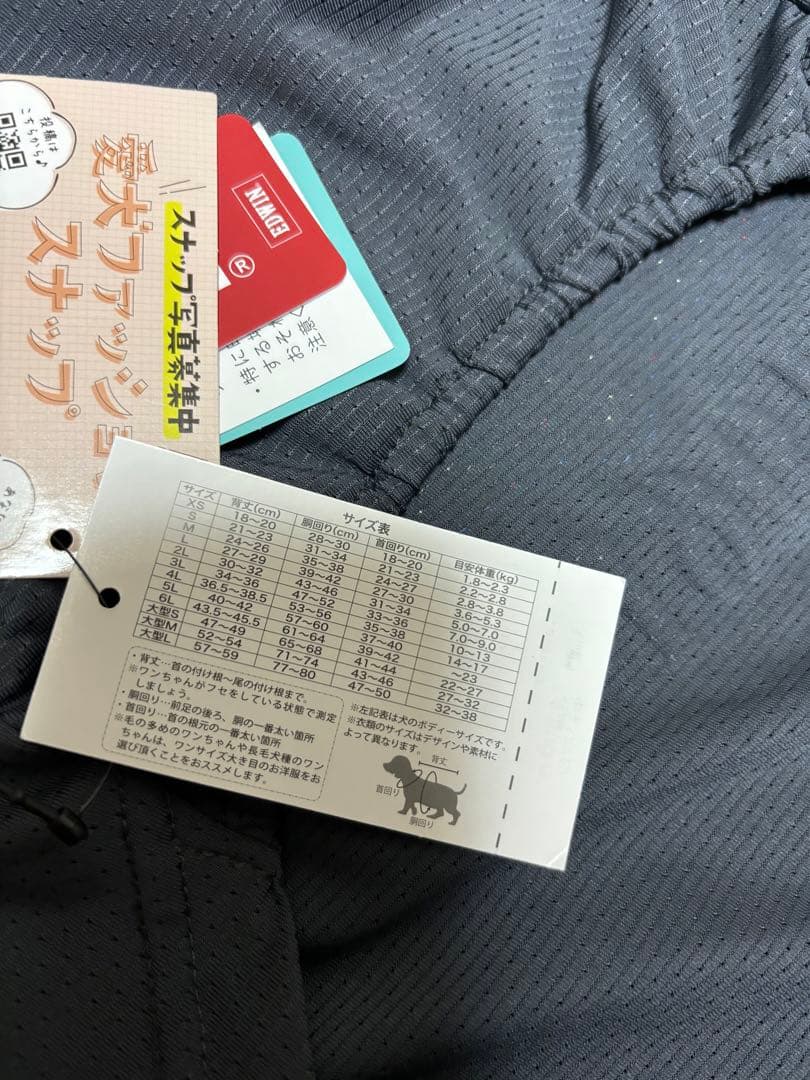 投稿は
こちらから♪
スナップ写真募集中
愛犬ファッション
スナップ
EDWIN
®
注意
サイズ表
サイズ 背丈(cm) 胴回り(cm) 首回り(cm) 目安体重(kg)
XS 18～20 28～30 18～20 1.8～2.3
S 21～23 31～34 21～23 2.2～2.8
M 24～26 35～38 24～27 2.8～3.8
L 27～29 39～42 27～30 3.6～5.3
2L 30～32 43～46 31～34 5.0～7.0
3L 34～36 47～52 33～35 7.0～9.0
4L 36.5～38.5 53～56 35～38 10～13
5L 40～42 57～60 37～40 14～17
6L 43.5～45.5 61～64 39～42 ～23
大型S 47～49 65～68 41～44 22～27
大型M 52～54 71～74 43～46 27～32
大型L 57～59 77～80 47～50 32～38
・背丈…首の付け根～尾の付け根まで。
※ワンちゃんがフセをしている状態で測定
しましょう。
・胴回り…前足の後ろ、胴の一番太い箇所
・首回り…首の根元の一番太い箇所
※毛の多めのワンちゃんや長毛犬種のワン
ちゃんは、ワンサイズ大き目のお洋服をお
選び頂くことをおススメします。
※左記表は犬のボディーサイズです。
※衣類のサイズはデザインや素材に
よって異なります。
背丈
首回り
胴回り